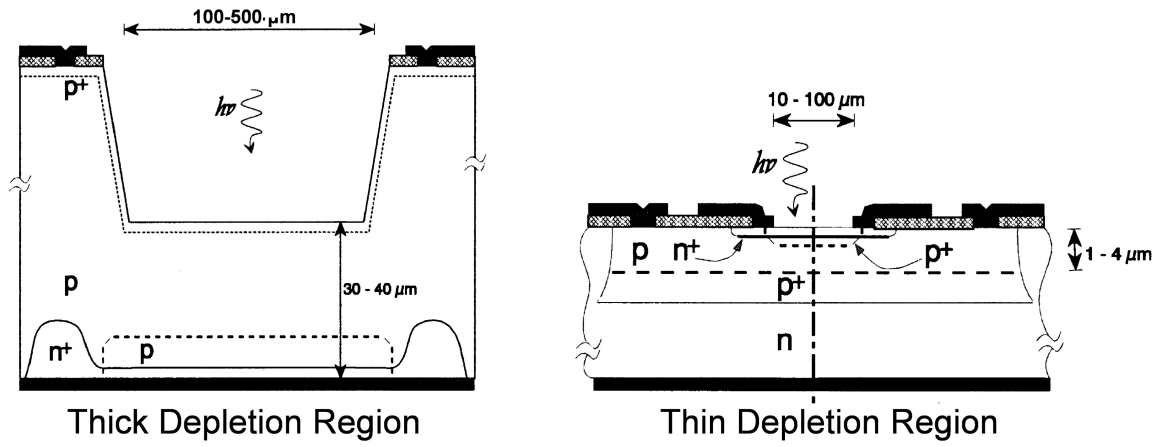 100-500·μm
p+
hν
p
30 - 40 μm
n+
p
Thick Depletion Region
10 - 100 μm
hν
p
n+
p+
1 - 4 μm
p+
n
Thin Depletion Region